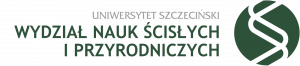 UNIWERSYTET SZCZECIŃSKI
WYDZIAŁ NAUK ŚCISŁYCH
I PRZYRODNICZYCH